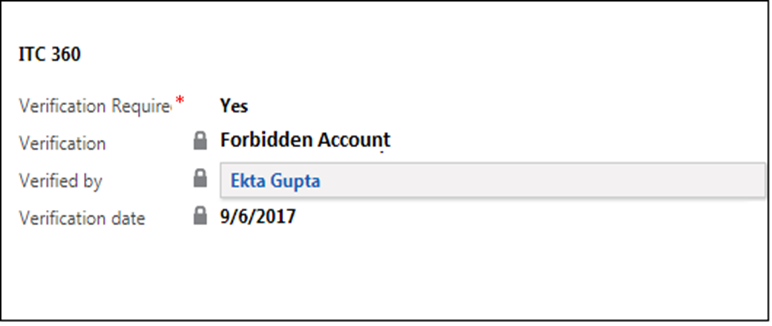 ITC 360
Verification Require*
Yes
Verification
Forbidden Account
Verified by
Ekta Gupta
Verification date
9/6/2017